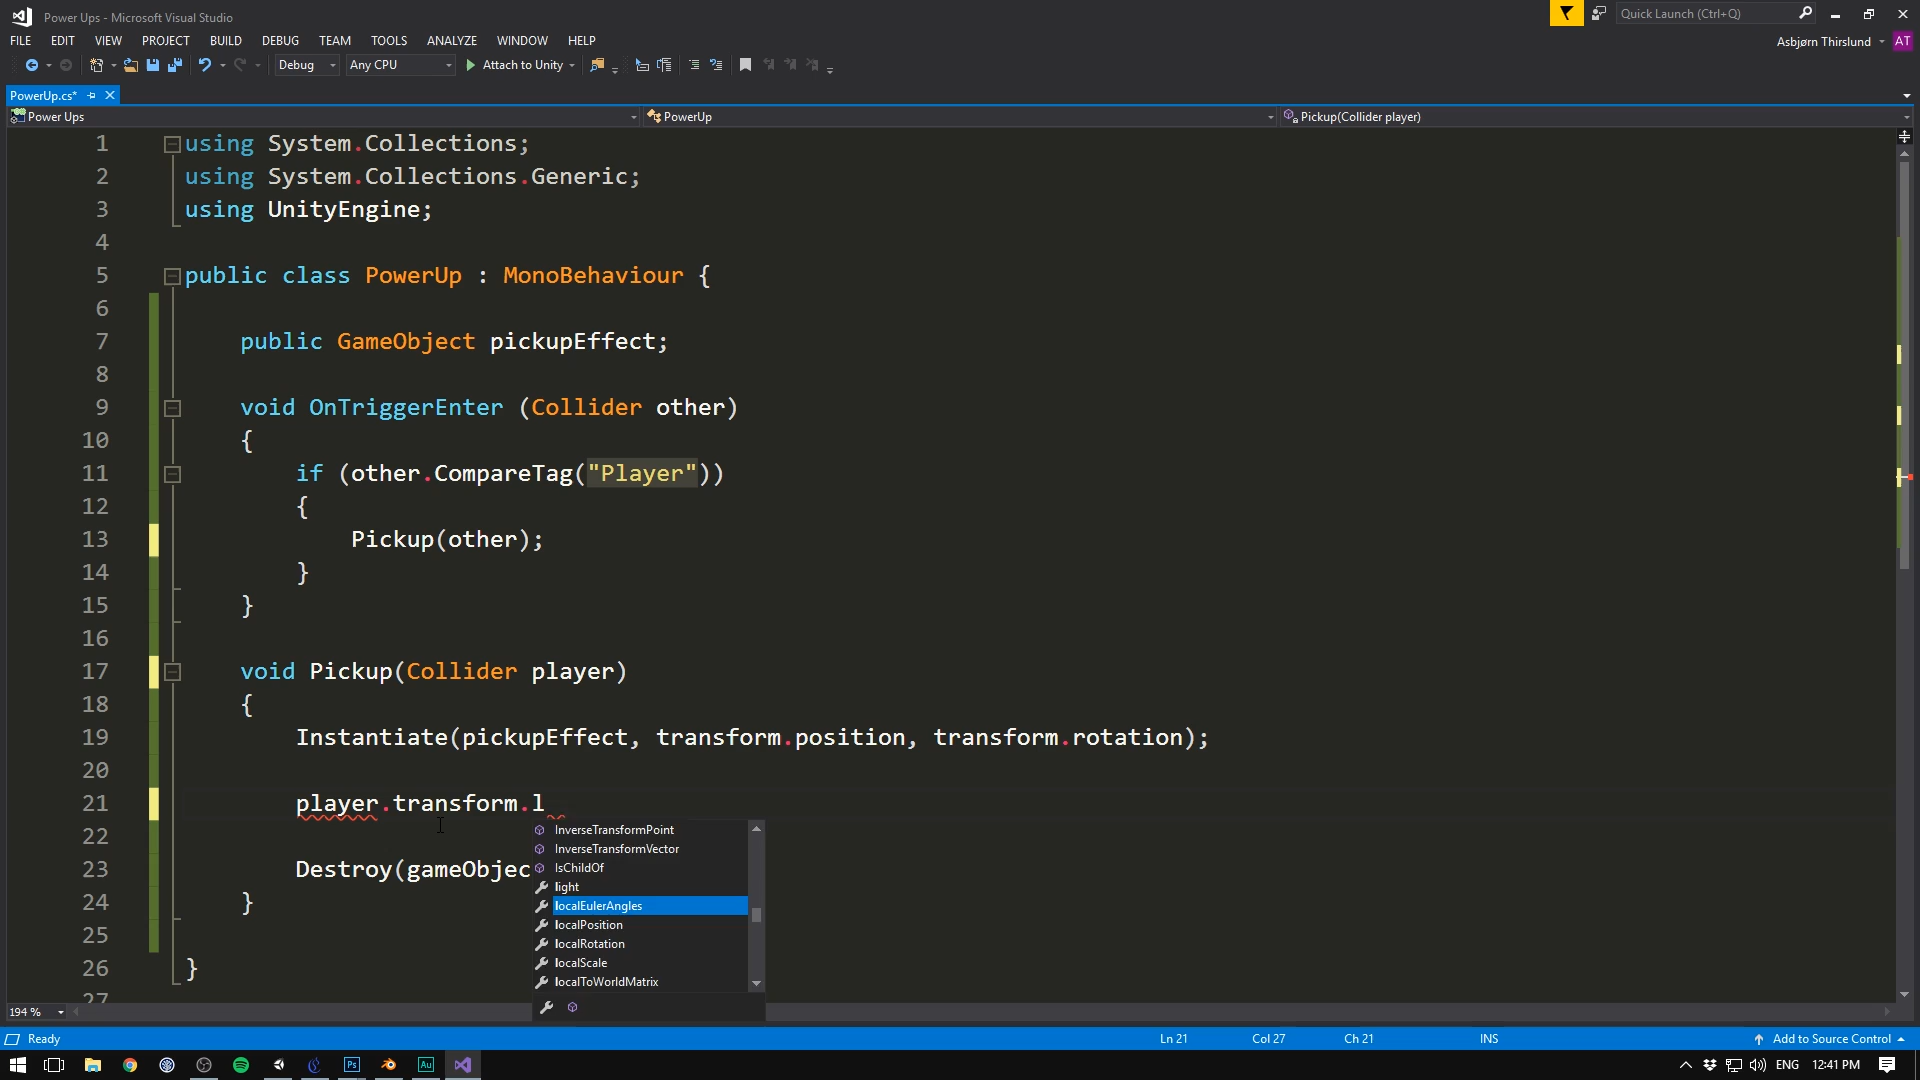 Power Ups - Microsoft Visual Studio
Quick Launch (Ctrl+Q)
FILE EDIT VIEW PROJECT BUILD DEBUG TEAM TOOLS ANALYZE WINDOW HELP
Asbjørn Thirslund AT
Debug Any CPU Attach to Unity
PowerUp.cs*
Power Ups PowerUp Pickup(Collider player)
1 using System.Collections;
2 using System.Collections.Generic;
3 using UnityEngine;
4
5 public class PowerUp : MonoBehaviour {
6
7 public GameObject pickupEffect;
8
9 void OnTriggerEnter (Collider other)
10 {
11 if (other.CompareTag("Player"))
12 {
13 Pickup(other);
14 }
15 }
16
17 void Pickup(Collider player)
18 {
19 Instantiate(pickupEffect, transform.position, transform.rotation);
20
21 player.transform.l
22
23 Destroy(gameObjec
24 }
25
26 }
27
InverseTransformPoint
InverseTransformVector
IsChildOf
light
localEulerAngles
localPosition
localRotation
localScale
localToWorldMatrix
194 %
Ready Ln 21 Col 27 Ch 21 INS Add to Source Control
Ps Au ENG 12:41 PM